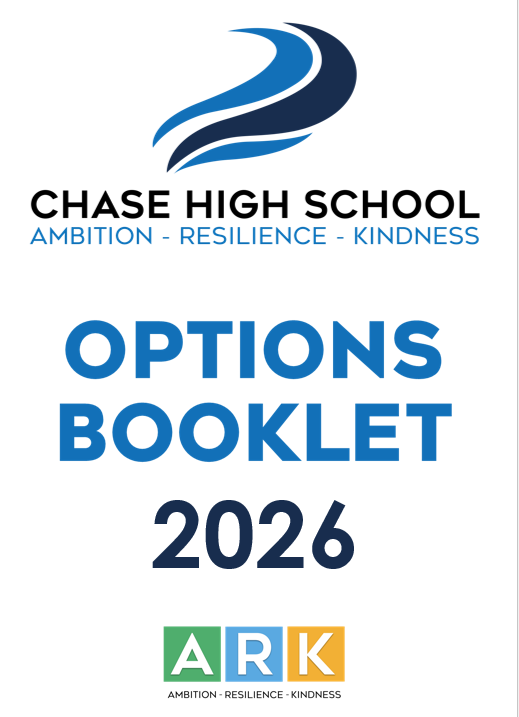 CHASE HIGH SCHOOL
AMBITION - RESILIENCE - KINDNESS
OPTIONS
BOOKLET
2026
ARK
AMBITION - RESILIENCE - KINDNESS